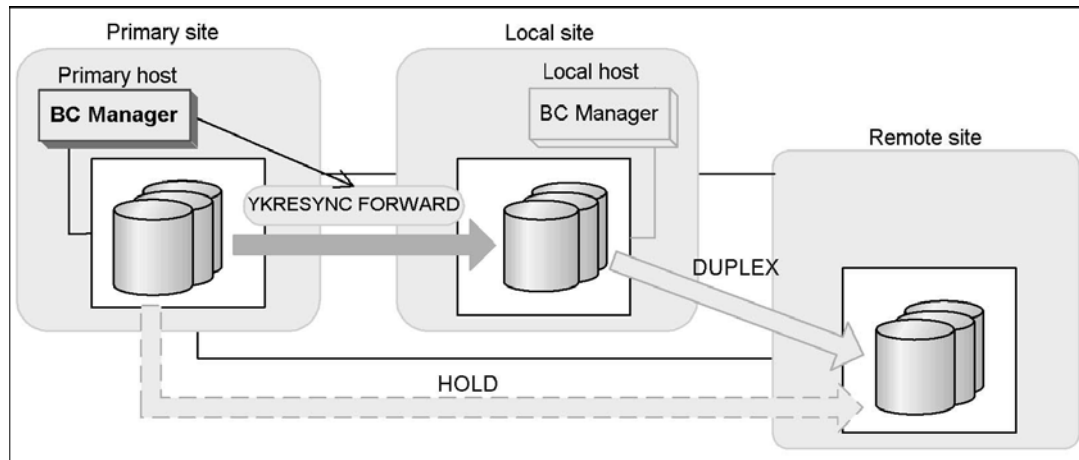 Primary site
Local site
Primary host
Local host
BC Manager
BC Manager
Remote site
YKRESYNC FORWARD
DUPLEX
HOLD